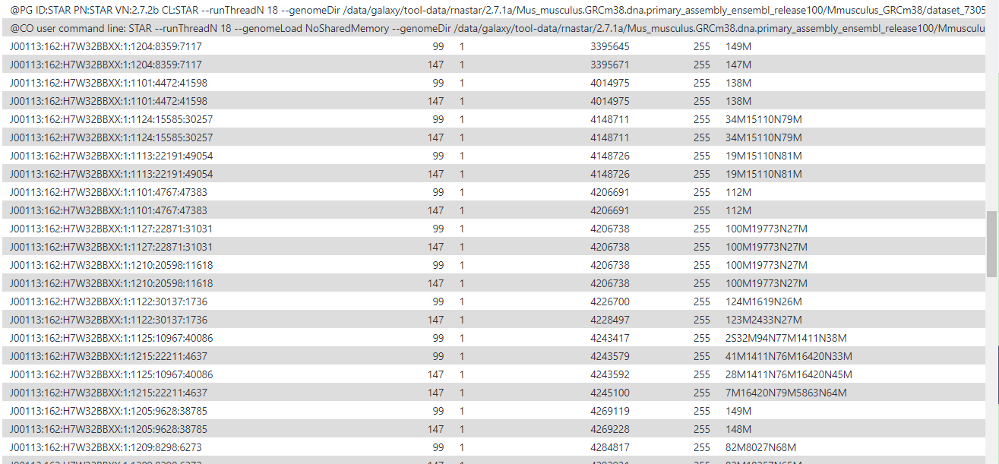 @PG ID:STAR PN:STAR VN:2.7.2b CL:STAR --runThreadN 18 --genomeDir /data/galaxy/tool-data/rnastar/2.7.1a/Mus_musculus.GRCm38.dna.primary_assembly_ensembl_release100/Mmusculus_GRCm38/dataset_7305
@CO user command line: STAR --runThreadN 18 --genomeLoad NoSharedMemory --genomeDir /data/galaxy/tool-data/rnastar/2.7.1a/Mus_musculus.GRCm38.dna.primary_assembly_ensembl_release100/Mmusculu
J00113:162:H7W32BBXX:1:1204:8359:7117 99 1 3395645 255 149M
J00113:162:H7W32BBXX:1:1204:8359:7117 147 1 3395671 255 147M
J00113:162:H7W32BBXX:1:1101:4472:41598 99 1 4014975 255 138M
J00113:162:H7W32BBXX:1:1101:4472:41598 147 1 4014975 255 138M
J00113:162:H7W32BBXX:1:1124:15585:30257 99 1 4148711 255 34M15110N79M
J00113:162:H7W32BBXX:1:1124:15585:30257 147 1 4148711 255 34M15110N79M
J00113:162:H7W32BBXX:1:1113:22191:49054 99 1 4148726 255 19M15110N81M
J00113:162:H7W32BBXX:1:1113:22191:49054 147 1 4148726 255 19M15110N81M
J00113:162:H7W32BBXX:1:1101:4767:47383 99 1 4206691 255 112M
J00113:162:H7W32BBXX:1:1101:4767:47383 147 1 4206691 255 112M
J00113:162:H7W32BBXX:1:1127:22871:31031 99 1 4206738 255 100M19773N27M
J00113:162:H7W32BBXX:1:1127:22871:31031 147 1 4206738 255 100M19773N27M
J00113:162:H7W32BBXX:1:1210:20598:11618 99 1 4206738 255 100M19773N27M
J00113:162:H7W32BBXX:1:1210:20598:11618 147 1 4206738 255 100M19773N27M
J00113:162:H7W32BBXX:1:1122:30137:1736 99 1 4226700 255 124M1619N26M
J00113:162:H7W32BBXX:1:1122:30137:1736 147 1 4228497 255 123M2433N27M
J00113:162:H7W32BBXX:1:1125:10967:40086 99 1 4243417 255 2S32M94N77M1411N38M
J00113:162:H7W32BBXX:1:1215:22211:4637 99 1 4243579 255 41M1411N76M16420N33M
J00113:162:H7W32BBXX:1:1125:10967:40086 147 1 4243592 255 28M1411N76M16420N45M
J00113:162:H7W32BBXX:1:1215:22211:4637 147 1 4245100 255 7M16420N79M5863N64M
J00113:162:H7W32BBXX:1:1205:9628:38785 99 1 4269119 255 149M
J00113:162:H7W32BBXX:1:1205:9628:38785 147 1 4269228 255 148M
J00113:162:H7W32BBXX:1:1209:8298:6273 99 1 4284817 255 82M8027N68M